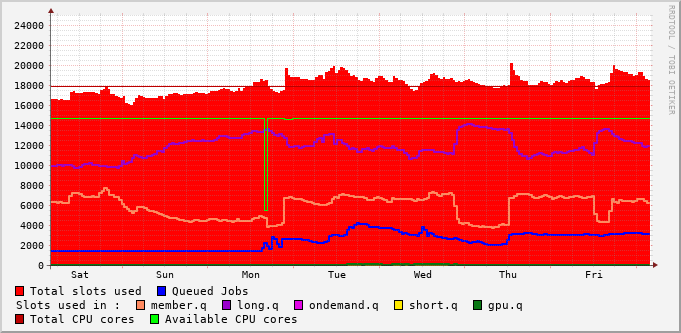 24000
22000
20000
18000
16000
14000
12000
10000
8000
6000
4000
2000
0
Sat Sun Mon Tue Wed Thu Fri
RRDTOOL / TOBI OETIKER
Total slots used Queued Jobs
Slots used in : member.q long.q ondemand.q short.q gpu.q
Total CPU cores Available CPU cores